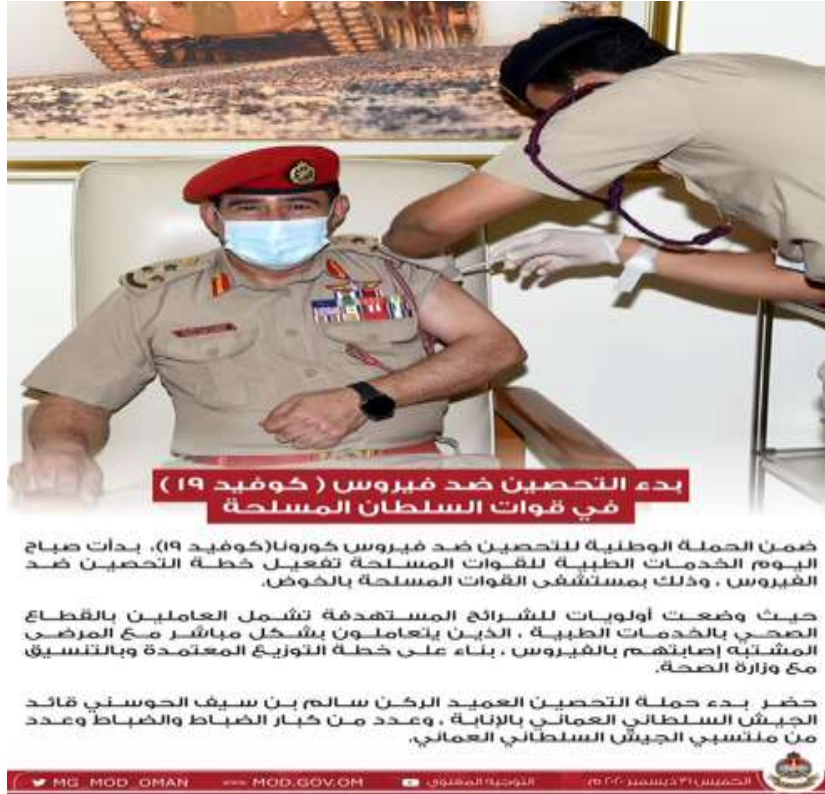 بدء التحصين ضد فيروس ( كوفيد ١٩ )
في قوات السلطان المسلحة
ضمن الحملة الوطنية للتحصين ضد فيروس كورونا(كوفيد ١٩)، بدأت صباح
اليوم الخدمات الطبية للقوات المسلحة تفعيل خطة التحصين ضد
الفيروس ، وذلك بمستشفى القوات المسلحة بالخوض.
حيث وضعت أولويات للشرائح المستهدفة تشمل العاملين بالقطاع
الصحي بالخدمات الطبية ، الذين يتعاملون بشكل مباشر مع المرضى
المشتبه إصابتهم بالفيروس ، بناء على خطة التوزيع المعتمدة وبالتنسيق
مع وزارة الصحة.
حضر بدء حملة التحصين العميد الركن سالم بن سيف الحوسني قائد
الجيش السلطاني العماني بالإنابة ، وعدد من كبار الضباط والضباط وعدد
من منتسبي الجيش السلطاني العماني.
الخميس ٣١ ديسمبر ٢٠٢٠ م
التوجيه المعنوي
MOD.GOV.OM
MG_MOD_OMAN